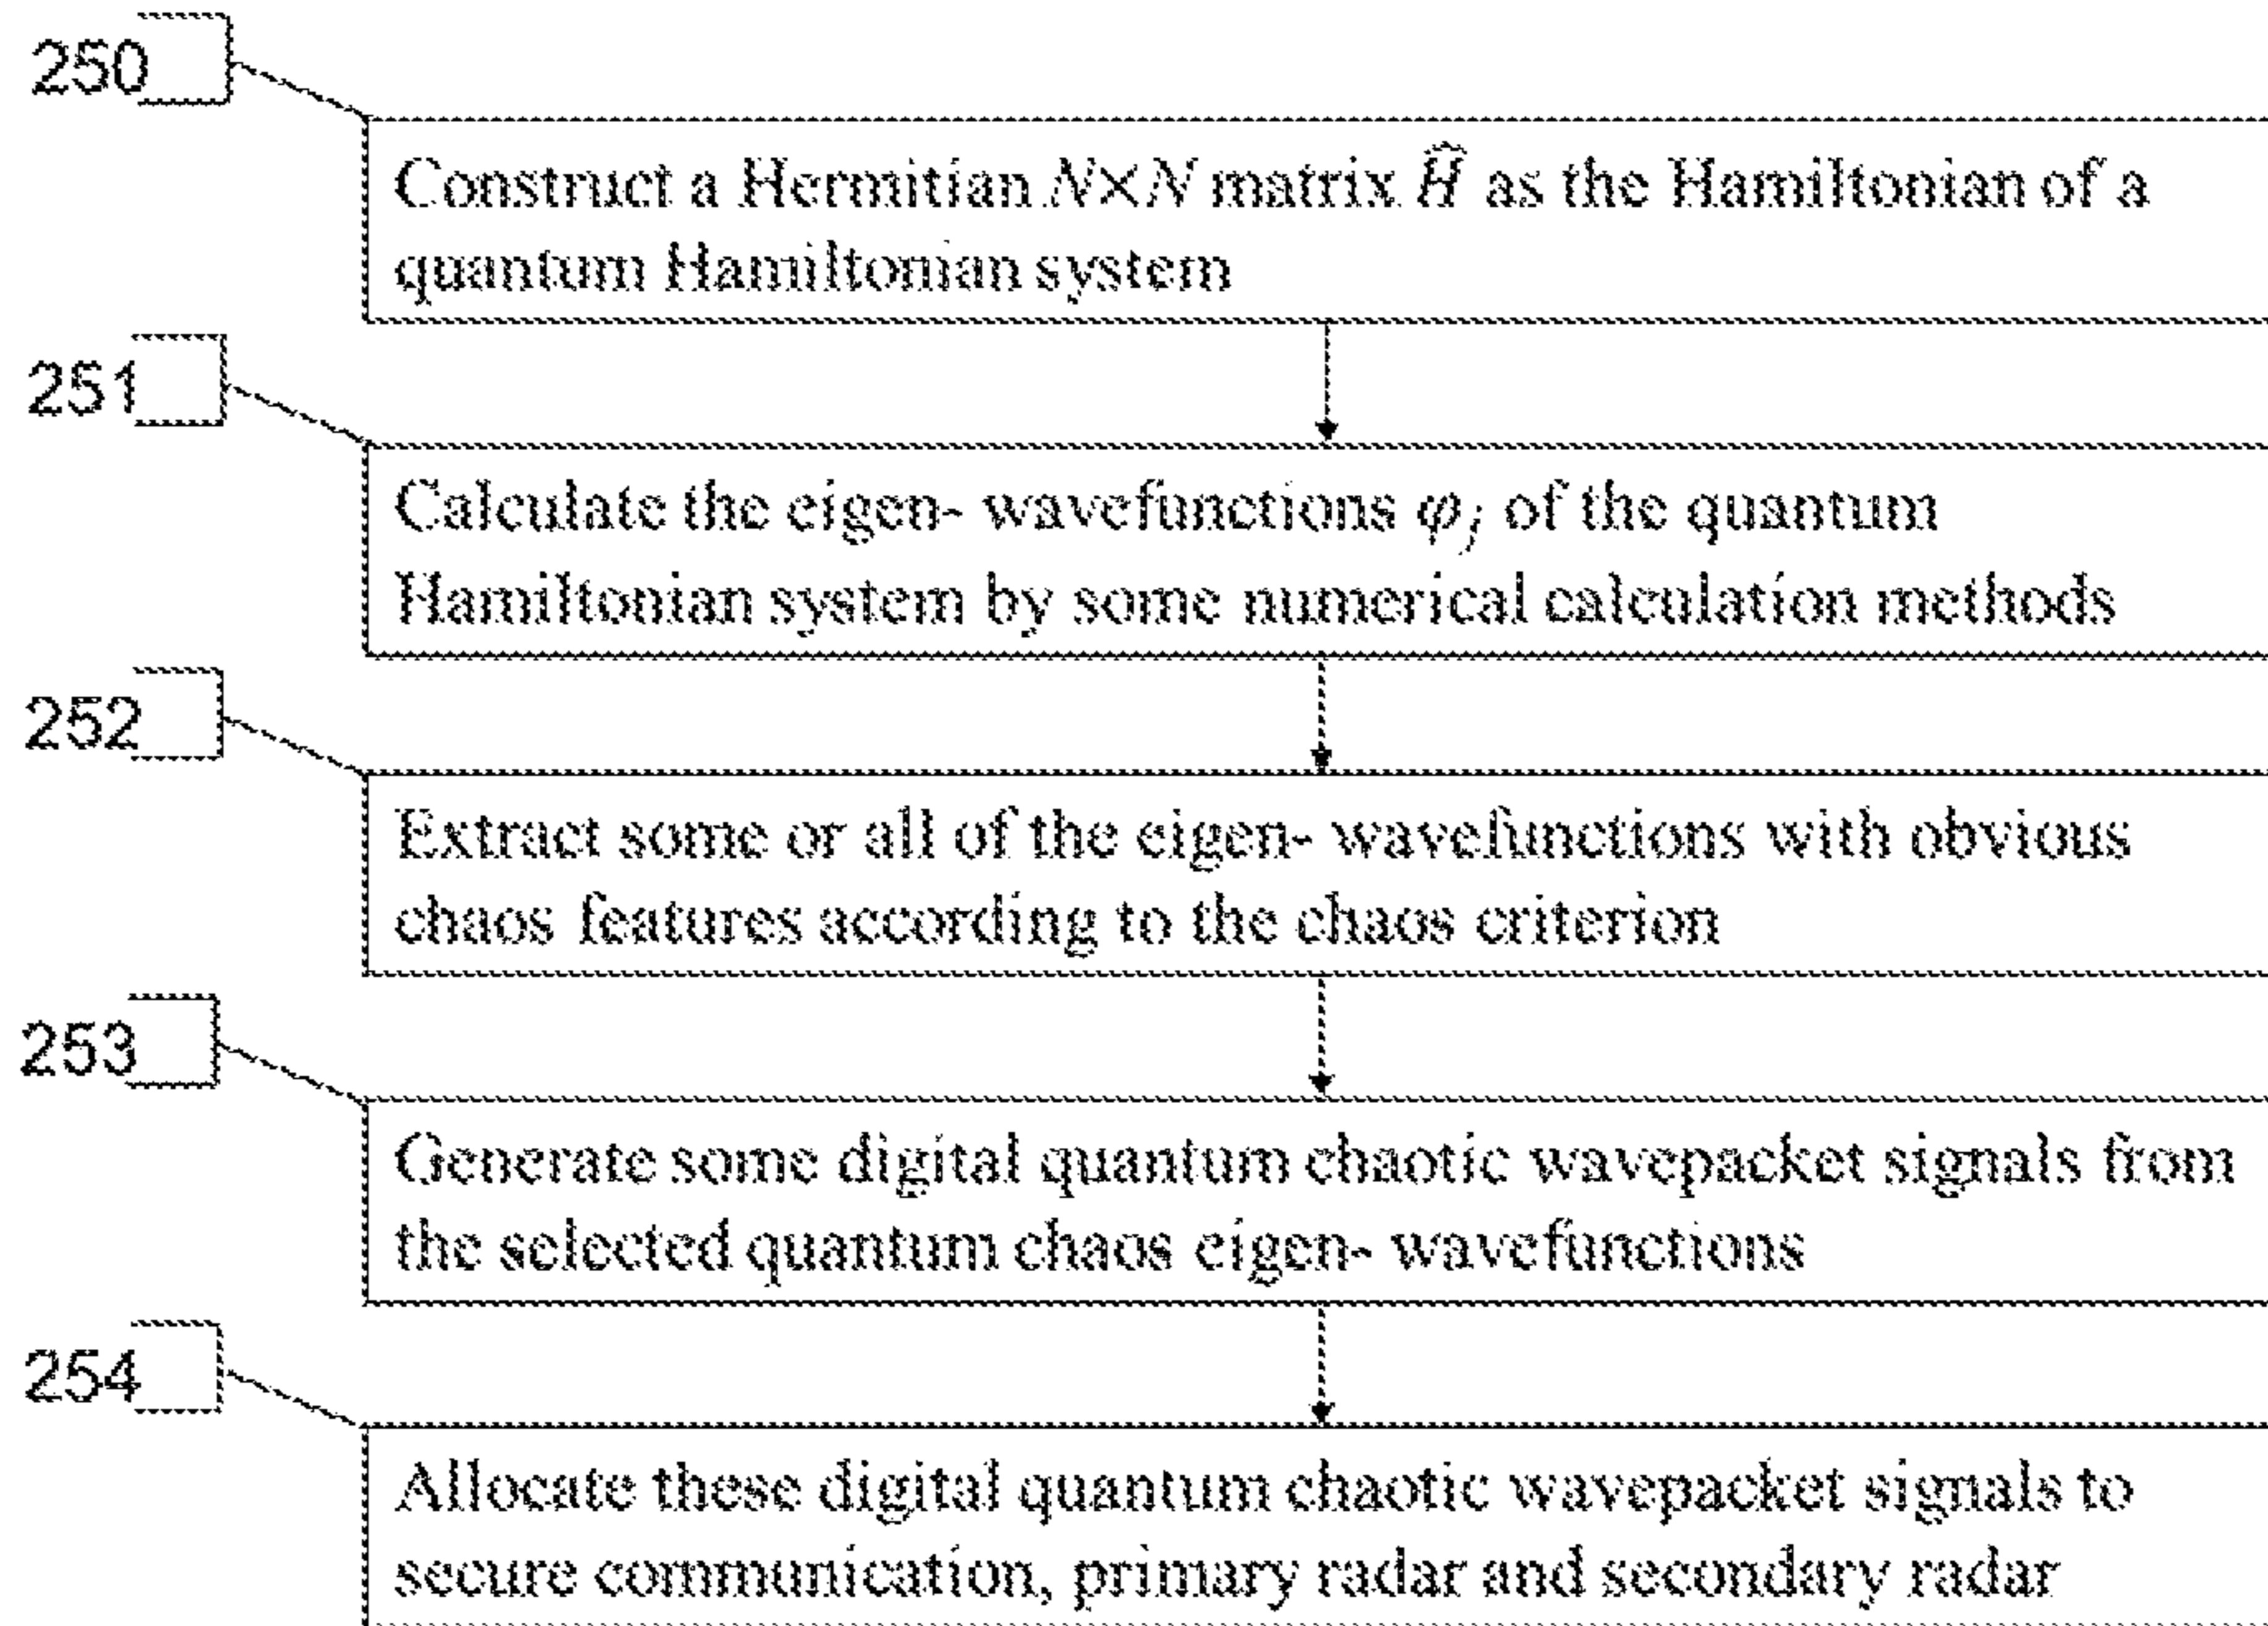 250
Construct a Hermitian N×N matrix Ĥ as the Hamiltonian of a
quantum Hamiltonian system
251
Calculate the eigen- wavefunctions φⱼ of the quantum
Hamiltonian system by some numerical calculation methods
252
Extract some or all of the eigen- wavefunctions with obvious
chaos features according to the chaos criterion
253
Generate some digital quantum chaotic wavepacket signals from
the selected quantum chaos eigen- wavefunctions
254
Allocate these digital quantum chaotic wavepacket signals to
secure communication, primary radar and secondary radar